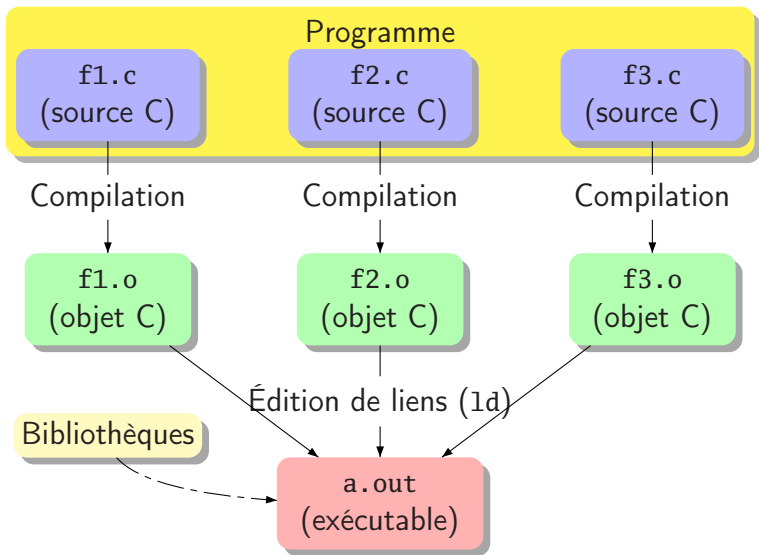 Programme
f1.c
(source C)
f2.c
(source C)
f3.c
(source C)
Compilation
Compilation
Compilation
f1.o
(objet C)
f2.o
(objet C)
f3.o
(objet C)
Édition de liens (ld)
Bibliothèques
a.out
(exécutable)